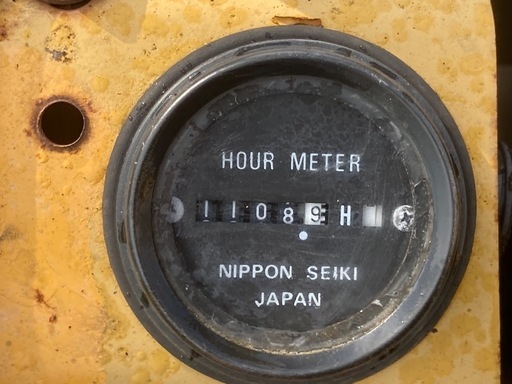 HOUR METER
11089 H
NIPPON SEIKI
JAPAN